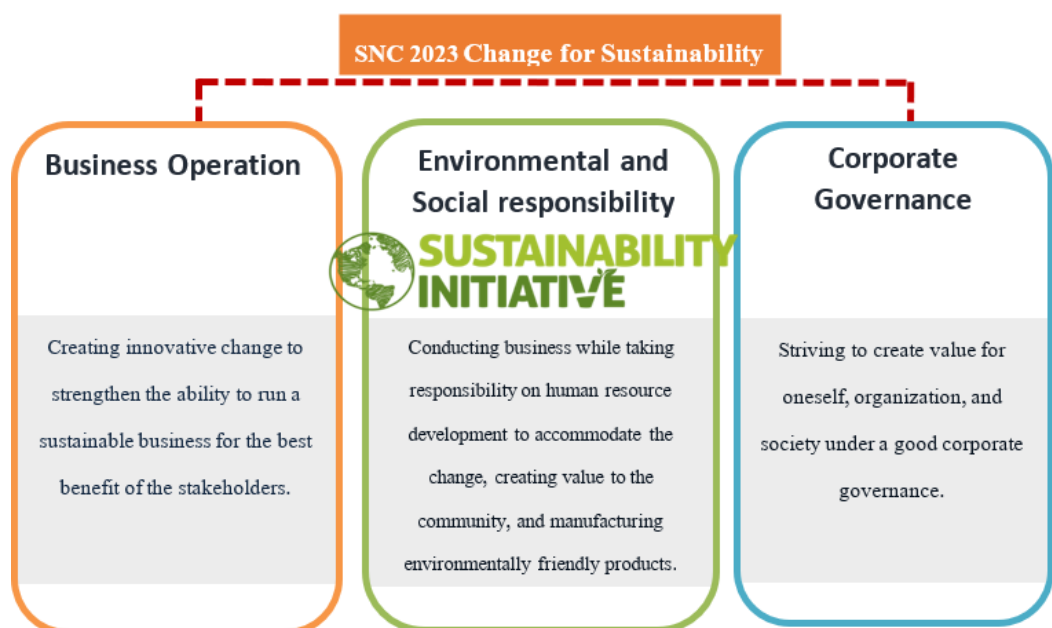 SNC 2023 Change for Sustainability
Business Operation
Creating innovative change to
strengthen the ability to run a
sustainable business for the best
benefit of the stakeholders.
Environmental and
Social responsibility
SUSTAINABILITY
INITIATIVE
Conducting business while taking
responsibility on human resource
development to accommodate the
change, creating value to the
community, and manufacturing
environmentally friendly products.
Corporate
Governance
Striving to create value for
oneself, organization, and
society under a good corporate
governance.